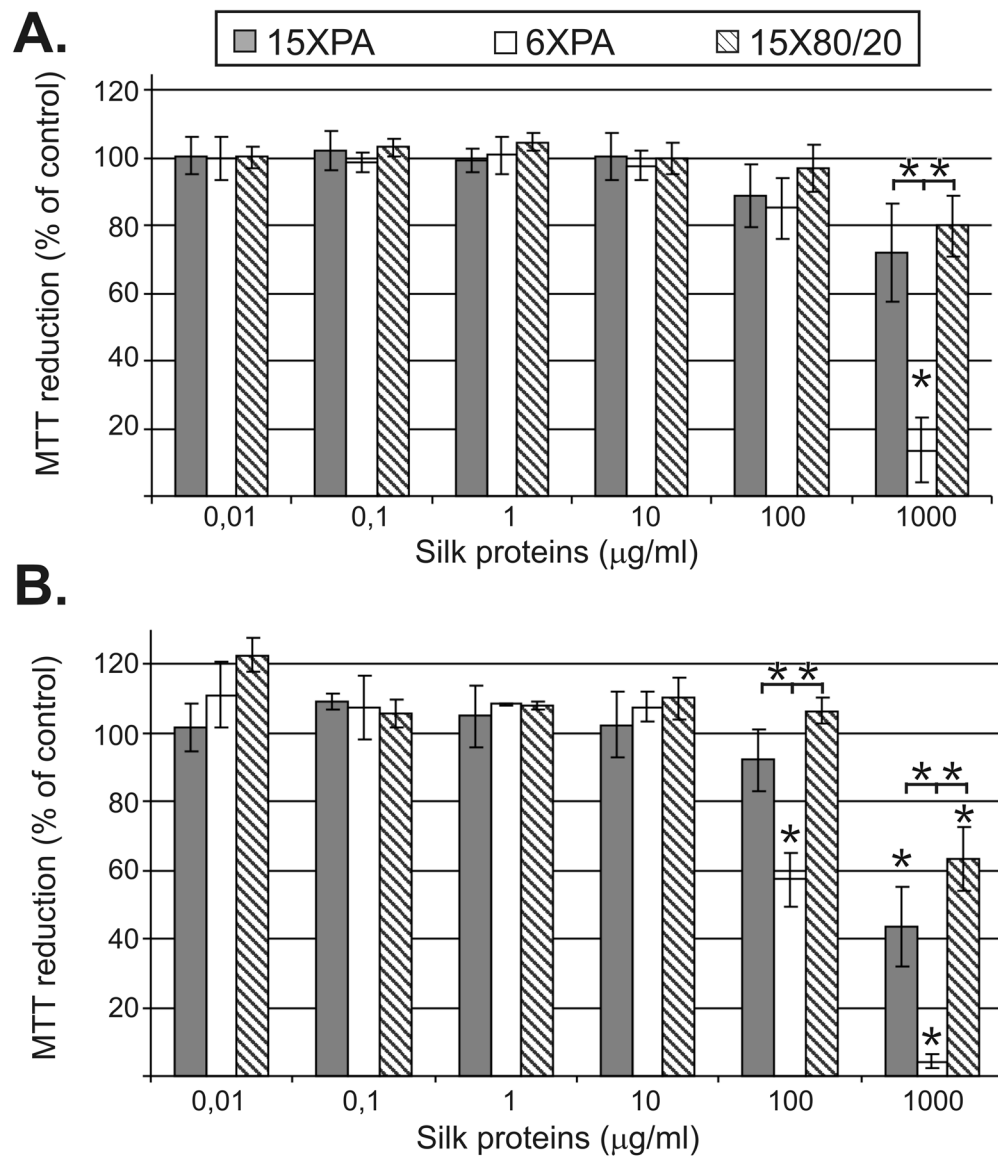 A.
15XPA 6XPA 15X80/20
MTT reduction (% of control)
120
100
80
60
40
20
* *
*
0,01 0,1 1 10 100 1000
Silk proteins (μg/ml)
B.
MTT reduction (% of control)
120
100
80
60
40
20
* *
*
* *
* *
*
0,01 0,1 1 10 100 1000
Silk proteins (μg/ml)